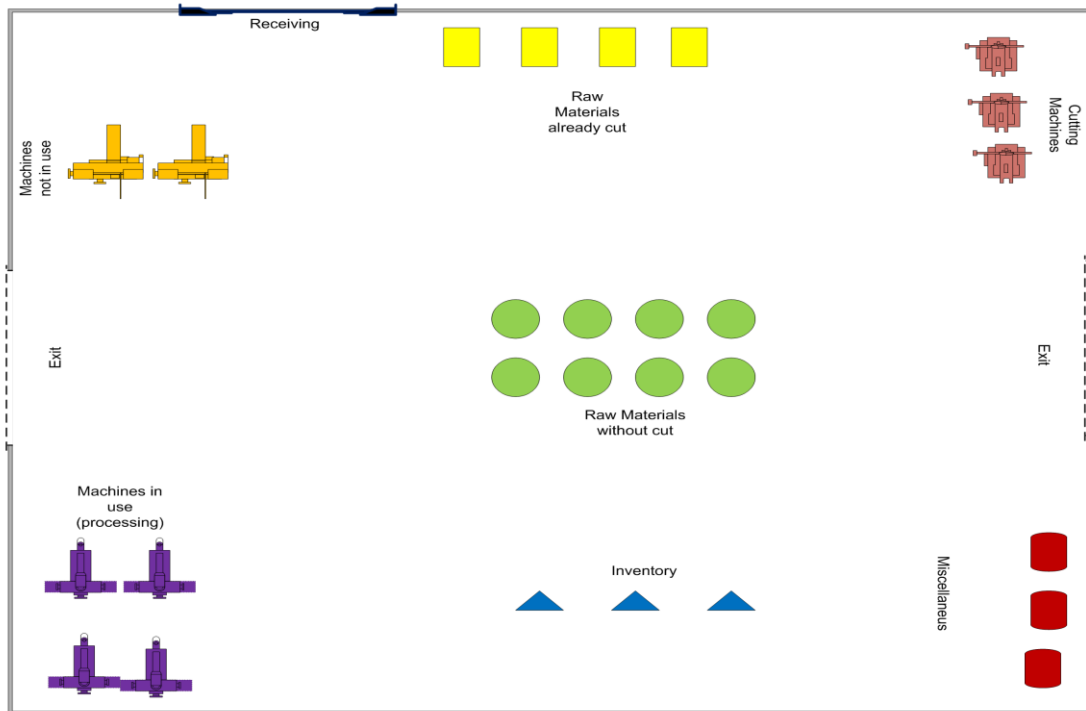 Receiving
Raw
Materials
already cut
Cutting
Machines
Machines
not in use
Exit
Exit
Raw Materials
without cut
Machines in
use
(processing)
Inventory
Miscellaneus